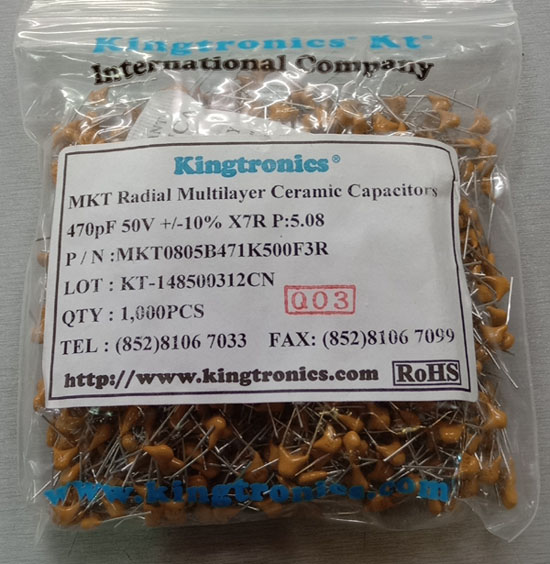 Kingtronics® Kt®
International Company
Kingtronics®
MKT Radial Multilayer Ceramic Capacitors
470pF 50V +/-10% X7R P:5.08
P / N :MKT0805B471K500F3R
LOT : KT-148500312CN
Q03
QTY : 1,000PCS
TEL : (852)8106 7033 FAX: (852)8106 7099
http://www.kingtronics.com RoHS
www.kingtronics.com